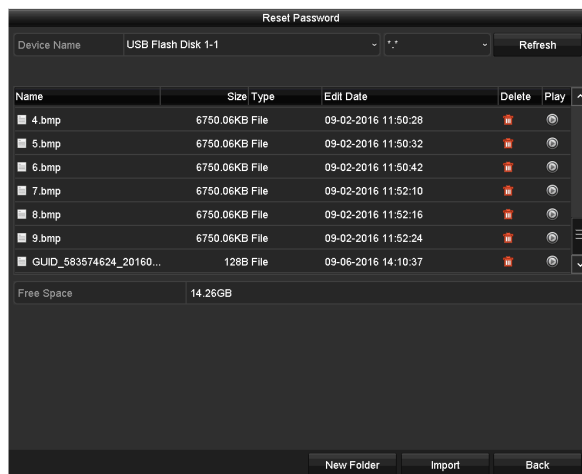 Reset Password
Device Name USB Flash Disk 1-1 *.* Refresh
Name Size Type Edit Date Delete Play
4.bmp 6750.06KB File 09-02-2016 11:50:28
5.bmp 6750.06KB File 09-02-2016 11:50:32
6.bmp 6750.06KB File 09-02-2016 11:50:42
7.bmp 6750.06KB File 09-02-2016 11:52:10
8.bmp 6750.06KB File 09-02-2016 11:52:16
9.bmp 6750.06KB File 09-02-2016 11:52:24
GUID_583574624_20160... 128B File 09-06-2016 14:10:37
Free Space 14.26GB
New Folder Import Back